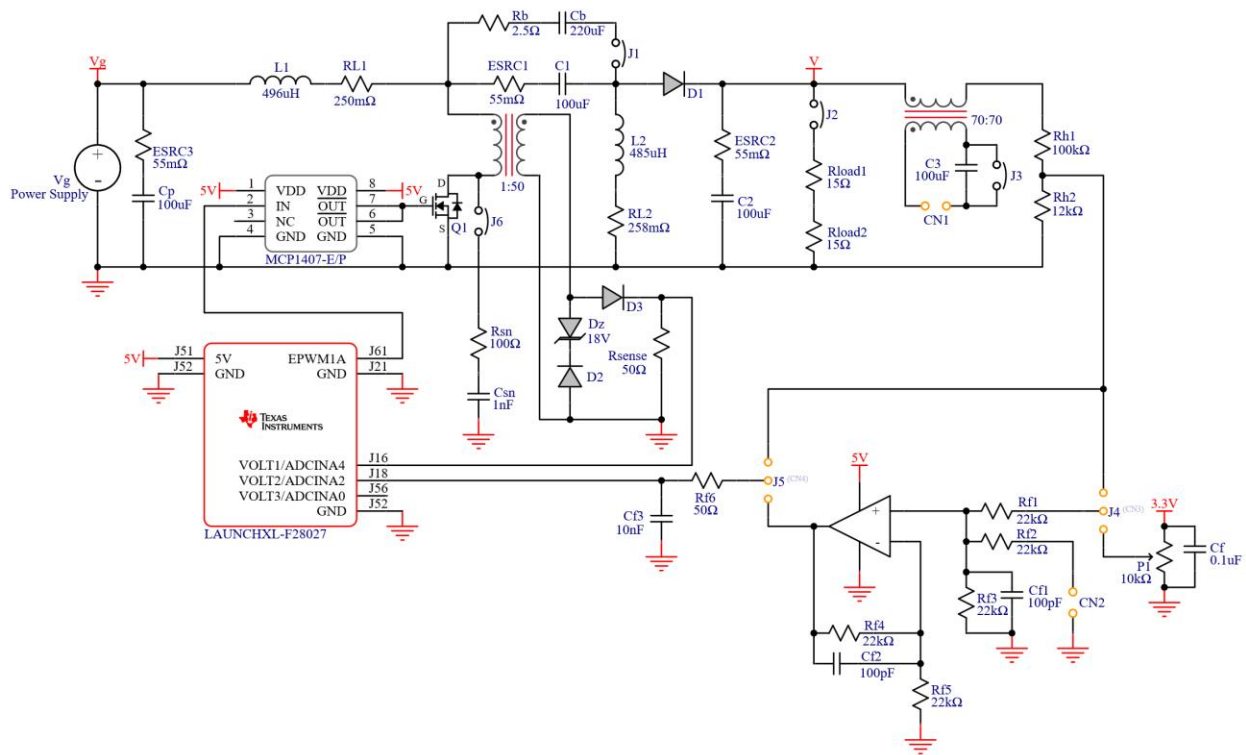 Rb
2.5Ω
Cb
220uF
J1
Vg
L1
496uH
RL1
250mΩ
ESRC1
55mΩ
C1
100uF
D1
V
J2
70:70
ESRC3
55mΩ
Cp
100uF
Vg
Power Supply
1:50
L2
485uH
RL2
258mΩ
ESRC2
55mΩ
C2
100uF
Rload1
15Ω
Rload2
15Ω
C3
100uF
J3
CN1
Rh1
100kΩ
Rh2
12kΩ
5V
1 VDD VDD 8
5V
2 IN OUT 7
3 NC OUT 6
4 GND GND 5
MCP1407-E/P
D
G
S
Q1
J6
Rsn
100Ω
Csn
1nF
D3
Dz
18V
D2
Rsense
50Ω
5V
J51 5V EPWM1A J61
J52 GND GND J21
TEXAS
INSTRUMENTS
VOLT1/ADCINA4 J16
VOLT2/ADCINA2 J18
VOLT3/ADCINA0 J56
GND J52
LAUNCHXL-F28027
Cf3
10nF
Rf6
50Ω
J5 (CN4)
5V
+
-
Rf1
22kΩ
Rf2
22kΩ
Rf3
22kΩ
Cf1
100pF
CN2
J4 (CN3)
3.3V
P1
10kΩ
Cf
0.1uF
Rf4
22kΩ
Cf2
100pF
Rf5
22kΩ